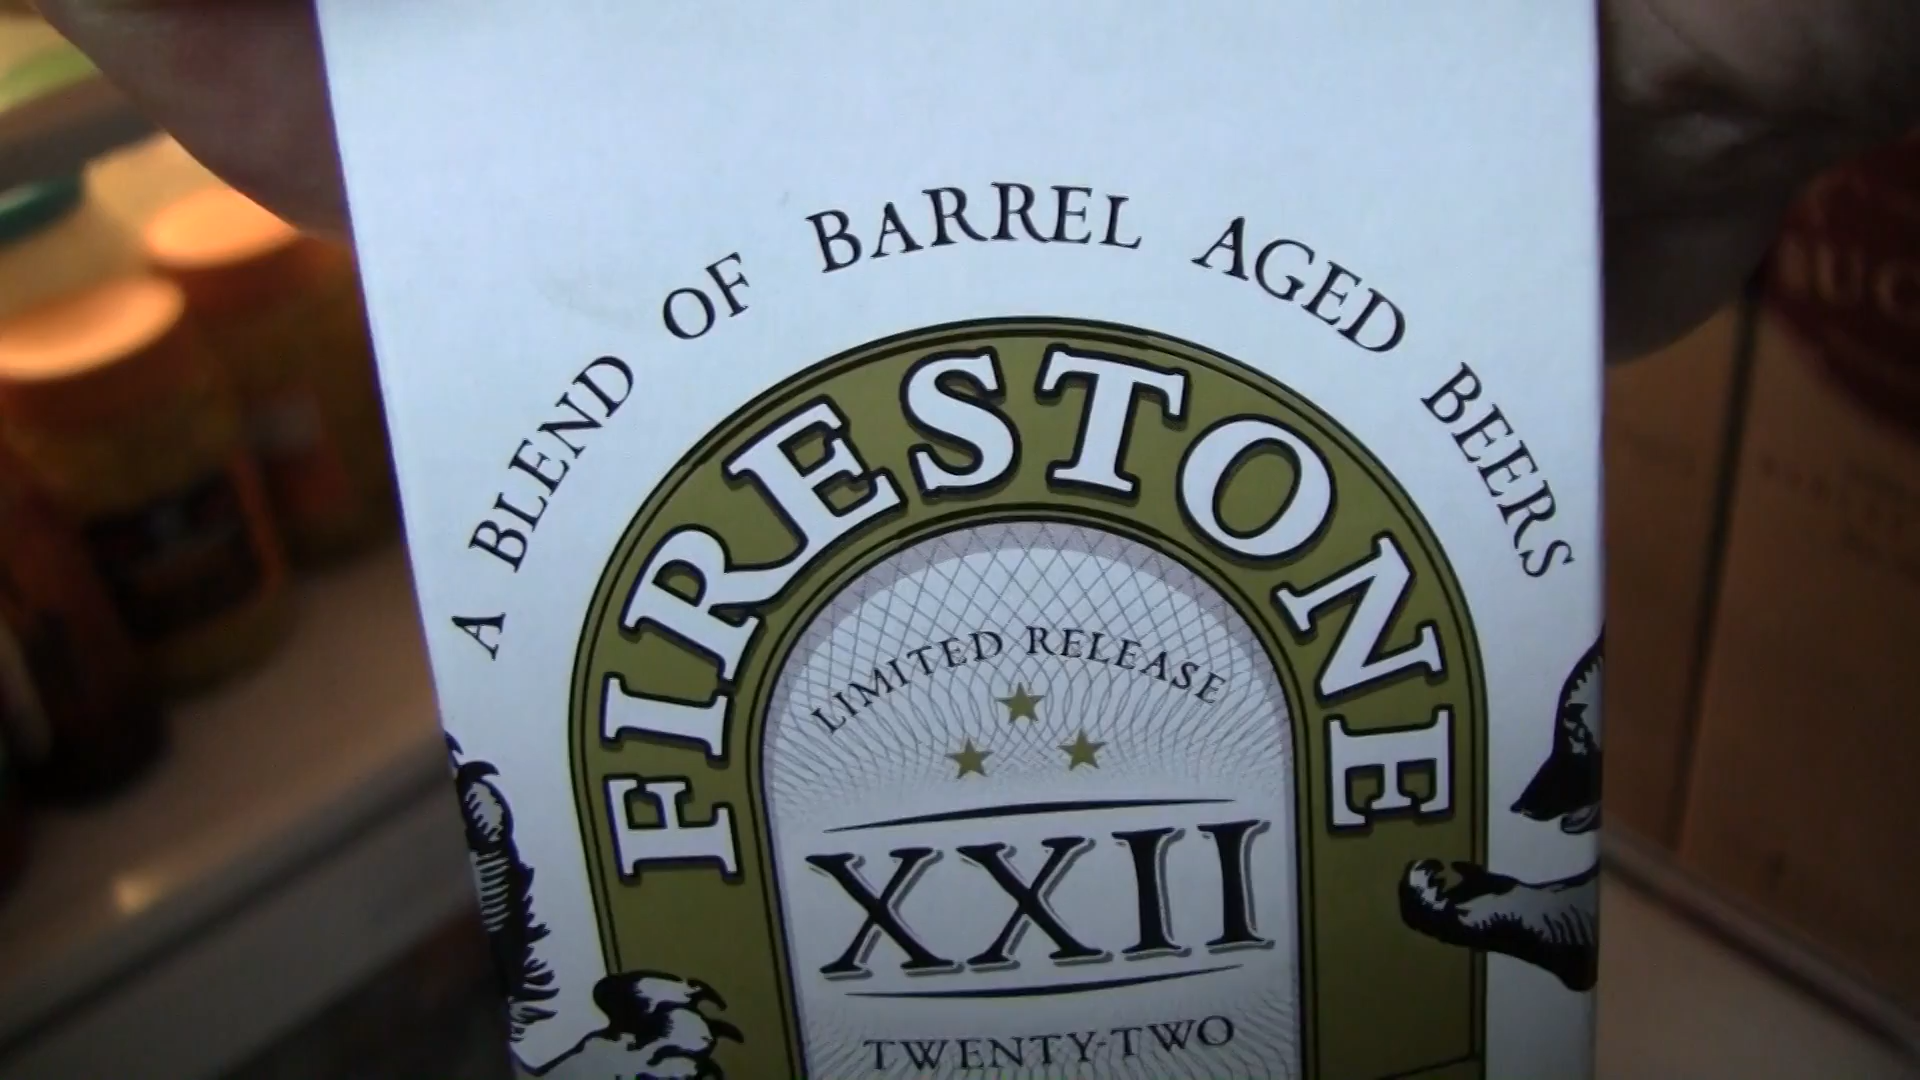 A BLEND OF BARREL AGED BEERS
FIRESTONE
LIMITED RELEASE
XXII
TWENTY-TWO